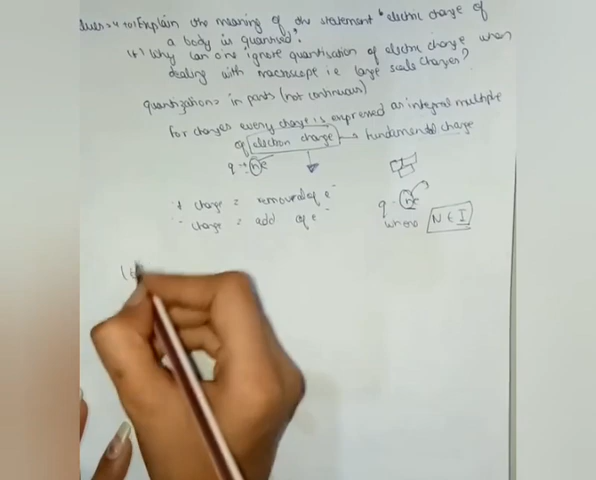 (a) Explain the meaning of the statement "electric charge of
a body is quantised".
(b) Why can one ignore quantisation of electric charge when
dealing with macroscopic i.e large scale charges?
quantization = in parts (not continuous)
For charges every charge is expressed as integral multiple
of electron charge → fundamental charge
q = ne
+ charge = removal of e⁻
- charge = add of e⁻
q = ne
where N ∈ I